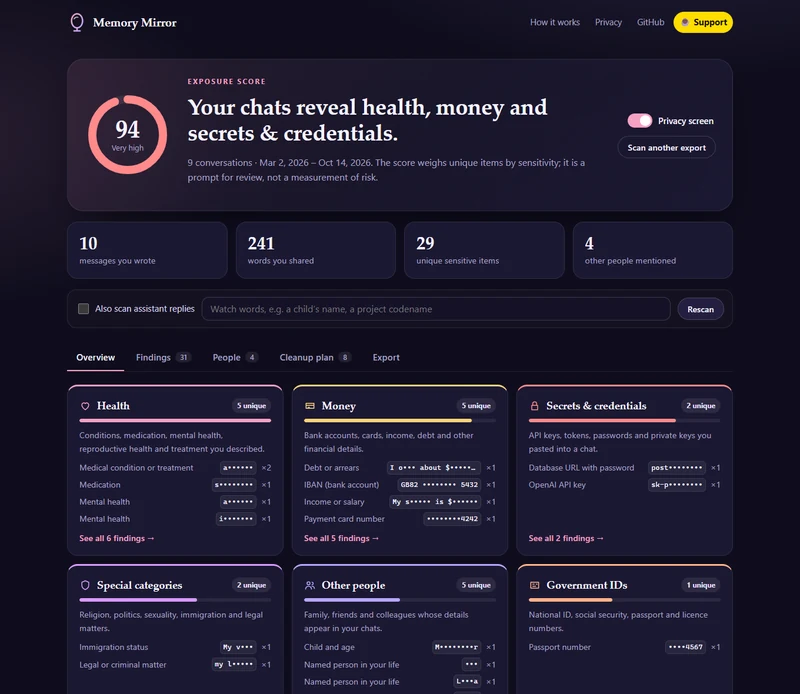 Memory Mirror
How it works Privacy GitHub Support
EXPOSURE SCORE
94
Very high
Your chats reveal health, money and
secrets & credentials.
9 conversations · Mar 2, 2026 – Oct 14, 2026. The score weighs unique items by sensitivity; it is a
prompt for review, not a measurement of risk.
Privacy screen
Scan another export
10
messages you wrote
241
words you shared
29
unique sensitive items
4
other people mentioned
Also scan assistant replies
Watch words, e.g. a child's name, a project codename
Rescan
Overview Findings 31 People 4 Cleanup plan 8 Export
Health 5 unique
Conditions, medication, mental health,
reproductive health and treatment you described.
Medical condition or treatment a•••••• ×2
Medication s•••••••• ×1
Mental health a•••••• ×1
Mental health i••••••• ×1
See all 6 findings →
Money 5 unique
Bank accounts, cards, income, debt and other
financial details.
Debt or arrears I o••• about $•••••… ×1
IBAN (bank account) GB82 •••••••• 5432 ×1
Income or salary My s••••• is $•••••• ×1
Payment card number ••••••••4242 ×1
See all 5 findings →
Secrets & credentials 2 unique
API keys, tokens, passwords and private keys you
pasted into a chat.
Database URL with password post•••••••• ×1
OpenAI API key sk-p•••••••• ×1
See all 2 findings →
Special categories 2 unique
Religion, politics, sexuality, immigration and legal
matters.
Immigration status My v••• ×1
Legal or criminal matter my l••••• ×1
Other people 5 unique
Family, friends and colleagues whose details
appear in your chats.
Child and age M••••••••r ×1
Named person in your life ••• ×1
Named person in your life L•••a ×1
Government IDs 1 unique
National ID, social security, passport and licence
numbers.
Passport number ••••4567 ×1